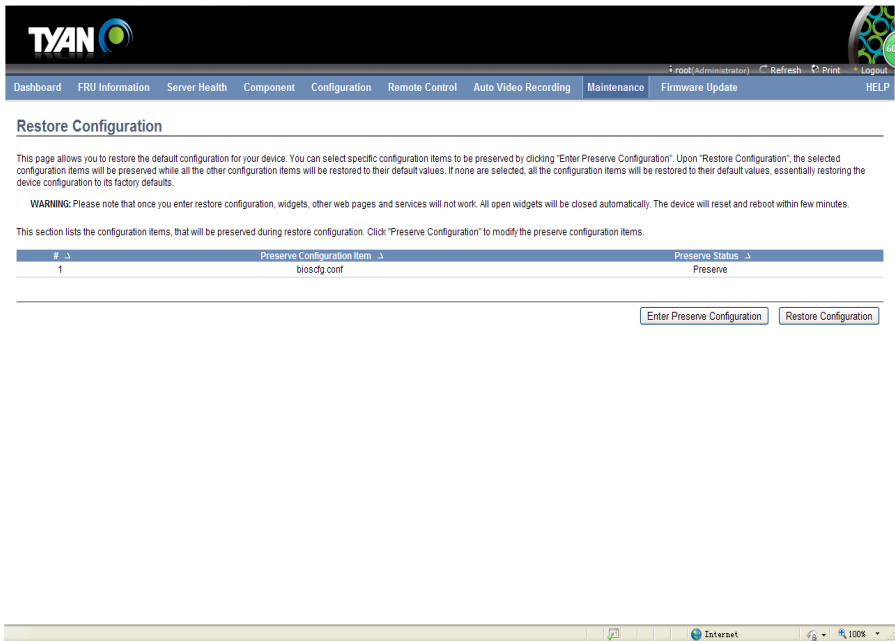 TYAN
60
root(Administrator) Refresh Print Logout
Dashboard FRU Information Server Health Component Configuration Remote Control Auto Video Recording Maintenance Firmware Update HELP
Restore Configuration
This page allows you to restore the default configuration for your device. You can select specific configuration items to be preserved by clicking "Enter Preserve Configuration". Upon "Restore Configuration", the selected
configuration items will be preserved while all the other configuration items will be restored to their default values. If none are selected, all the configuration items will be restored to their default values, essentially restoring the
device configuration to its factory defaults.
WARNING: Please note that once you enter restore configuration, widgets, other web pages and services will not work. All open widgets will be closed automatically. The device will reset and reboot within few minutes.
This section lists the configuration items, that will be preserved during restore configuration. Click "Preserve Configuration" to modify the preserve configuration items.
# Preserve Configuration Item Preserve Status
1 bioscfg.conf Preserve
Enter Preserve Configuration Restore Configuration
Internet 100%